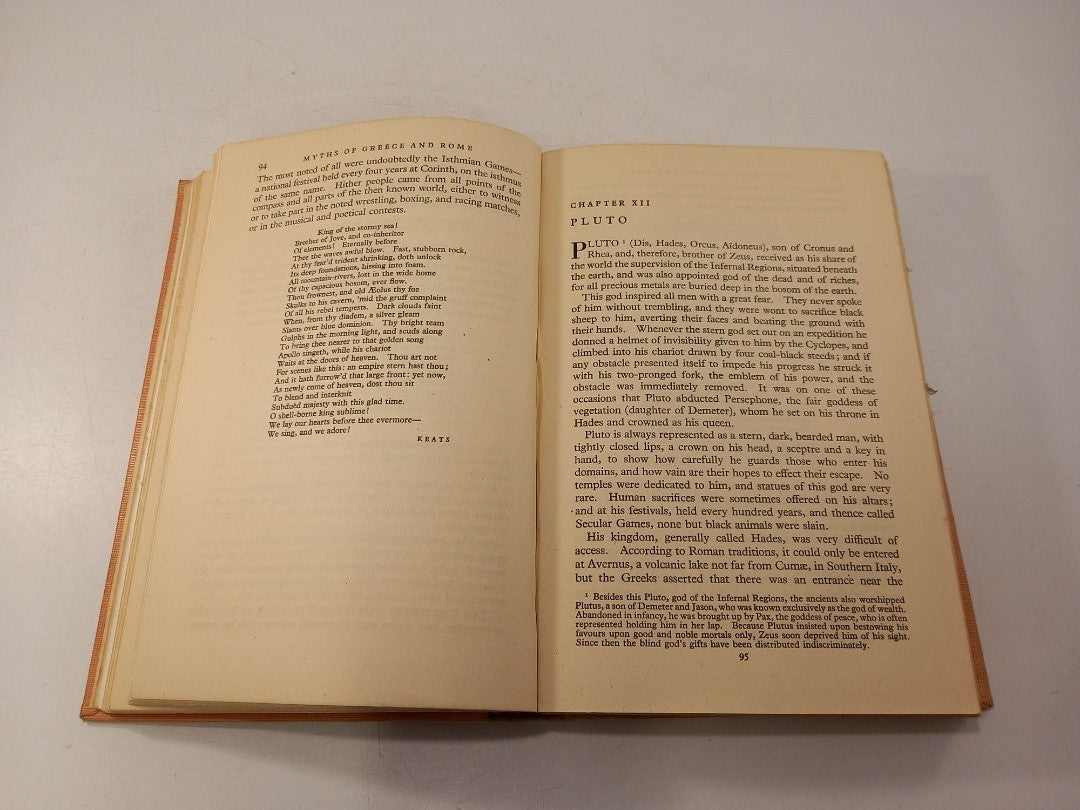 94 MYTHS OF GREECE AND ROME
The most noted of all were undoubtedly the Isthmian Games—
a national festival held every four years at Corinth, on the isthmus
of the same name. Hither people came from all points of the
compass and all parts of the then known world, either to witness
or to take part in the noted wrestling, boxing, and racing matches,
or in the musical and poetical contests.
King of the stormy sea!
Brother of Jove, and co-inheritor
Of elements! Eternally before
Thee the waves awful bow. Fast, stubborn rock,
At thy fear'd trident shrinking, doth unlock
Its deep foundations, hissing into foam.
All mountain-rivers, lost in the wide home
Of thy capacious bosom, ever flow.
Thou frownest, and old Æolus thy foe
Skulks to his cavern, 'mid the gruff complaint
Of all his rebel tempests. Dark clouds faint
When, from thy diadem, a silver gleam
Slants over blue dominion. Thy bright team
Gulphs in the morning light, and scuds along
To bring thee nearer to that golden song
Apollo singeth, while his chariot
Waits at the doors of heaven. Thou art not
For scenes like this: an empire stern hast thou;
And it hath furrow'd that large front: yet now,
As newly come of heaven, dost thou sit
To blend and interknit
Subdued majesty with this glad time.
O shell-borne king sublime!
We lay our hearts before thee evermore—
We sing, and we adore!
KEATS
CHAPTER XII
PLUTO
PLUTO ¹ (Dis, Hades, Orcus, Aïdoneus), son of Cronus and
Rhea, and, therefore, brother of Zeus, received as his share of
the world the supervision of the Infernal Regions, situated beneath
the earth, and was also appointed god of the dead and of riches,
for all precious metals are buried deep in the bosom of the earth.
This god inspired all men with a great fear. They never spoke
of him without trembling, and they were wont to sacrifice black
sheep to him, averting their faces and beating the ground with
their hands. Whenever the stern god set out on an expedition he
donned a helmet of invisibility given to him by the Cyclopes, and
climbed into his chariot drawn by four coal-black steeds; and if
any obstacle presented itself to impede his progress he struck it
with his two-pronged fork, the emblem of his power, and the
obstacle was immediately removed. It was on one of these
occasions that Pluto abducted Persephone, the fair goddess of
vegetation (daughter of Demeter), whom he set on his throne in
Hades and crowned as his queen.
Pluto is always represented as a stern, dark, bearded man, with
tightly closed lips, a crown on his head, a sceptre and a key in
hand, to show how carefully he guards those who enter his
domains, and how vain are their hopes to effect their escape. No
temples were dedicated to him, and statues of this god are very
rare. Human sacrifices were sometimes offered on his altars;
and at his festivals, held every hundred years, and thence called
Secular Games, none but black animals were slain.
His kingdom, generally called Hades, was very difficult of
access. According to Roman traditions, it could only be entered
at Avernus, a volcanic lake not far from Cumæ, in Southern Italy,
but the Greeks asserted that there was an entrance near the
¹ Besides this Pluto, god of the Infernal Regions, the ancients also worshipped
Plutus, a son of Demeter and Jason, who was known exclusively as the god of wealth.
Abandoned in infancy, he was brought up by Pax, the goddess of peace, who is often
represented holding him in her lap. Because Plutus insisted upon bestowing his
favours upon good and noble mortals only, Zeus soon deprived him of his sight.
Since then the blind god's gifts have been distributed indiscriminately.
95